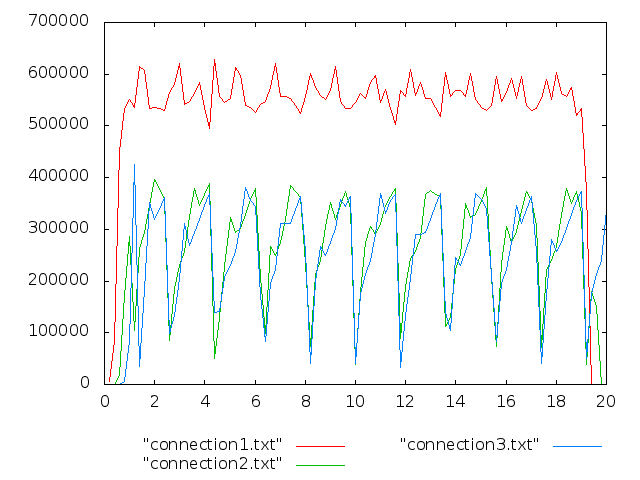 700000
600000
500000
400000
300000
200000
100000
0
0 2 4 6 8 10 12 14 16 18 20
"connection1.txt" "connection3.txt"
"connection2.txt"